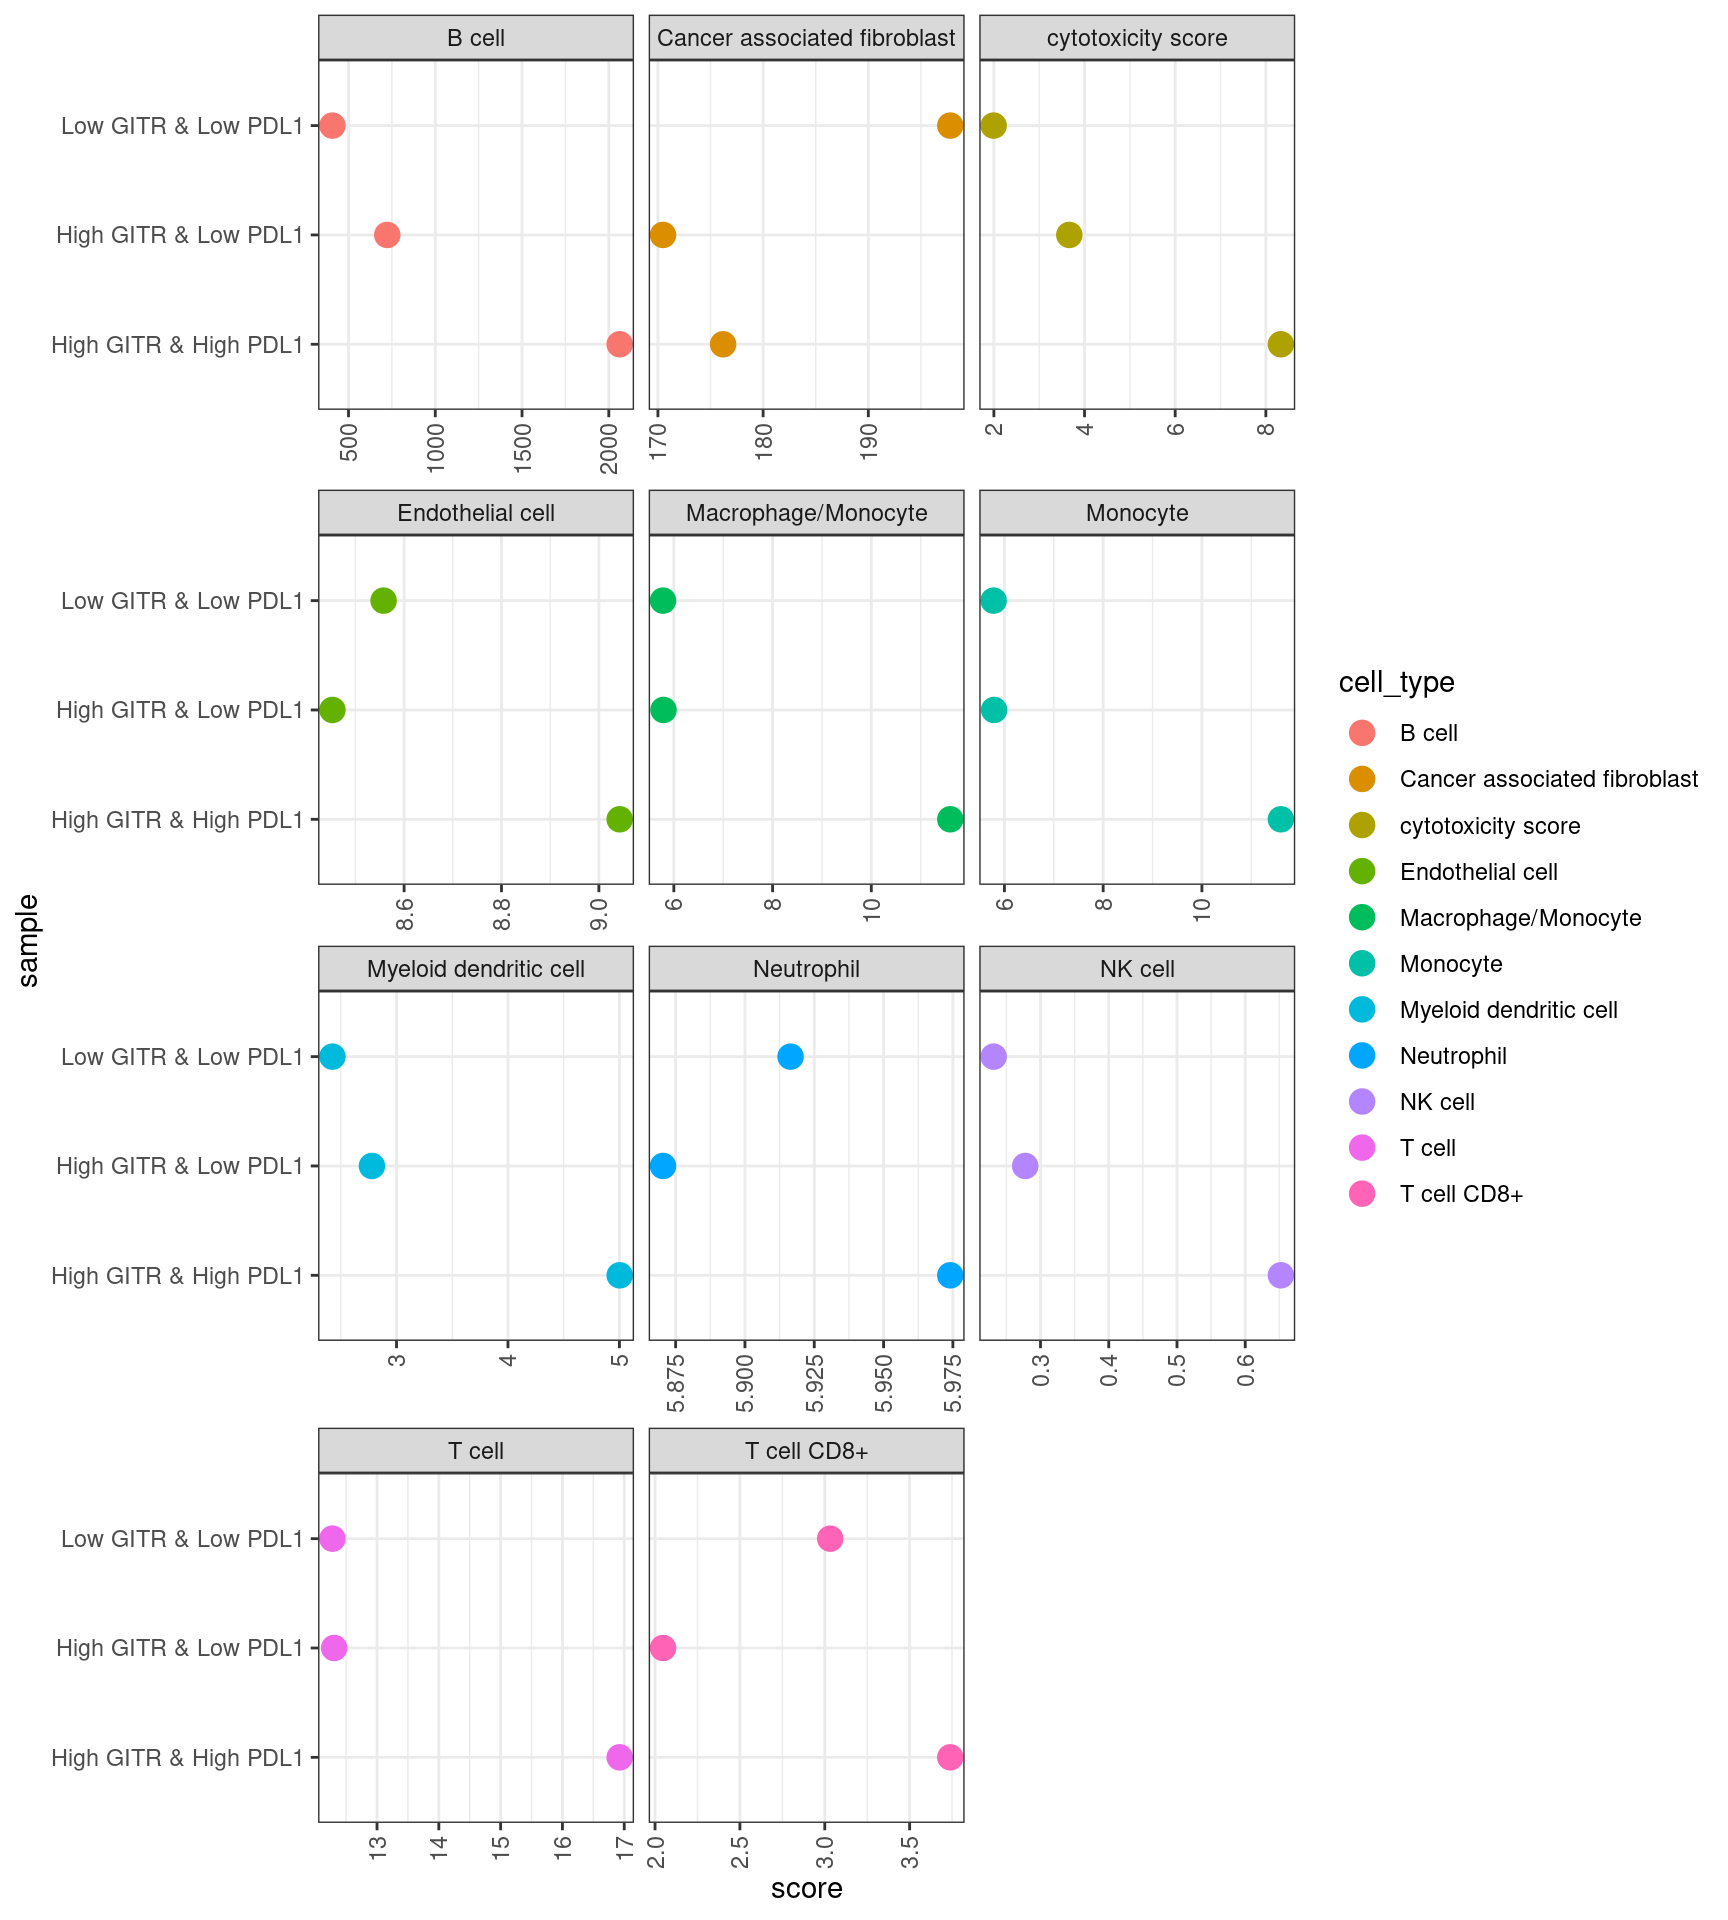 B cell
Cancer associated fibroblast
cytotoxicity score
Low GITR & Low PDL1
High GITR & Low PDL1
High GITR & High PDL1
500 1000 1500 2000
170 180 190
2 4 6 8
Endothelial cell
Macrophage/Monocyte
Monocyte
Low GITR & Low PDL1
High GITR & Low PDL1
High GITR & High PDL1
8.6 8.8 9.0
6 8 10
6 8 10
sample
Myeloid dendritic cell
Neutrophil
NK cell
Low GITR & Low PDL1
High GITR & Low PDL1
High GITR & High PDL1
3 4 5
5.875 5.900 5.925 5.950 5.975
0.3 0.4 0.5 0.6
T cell
T cell CD8+
Low GITR & Low PDL1
High GITR & Low PDL1
High GITR & High PDL1
13 14 15 16 17
2.0 2.5 3.0 3.5
score
cell_type
B cell
Cancer associated fibroblast
cytotoxicity score
Endothelial cell
Macrophage/Monocyte
Monocyte
Myeloid dendritic cell
Neutrophil
NK cell
T cell
T cell CD8+